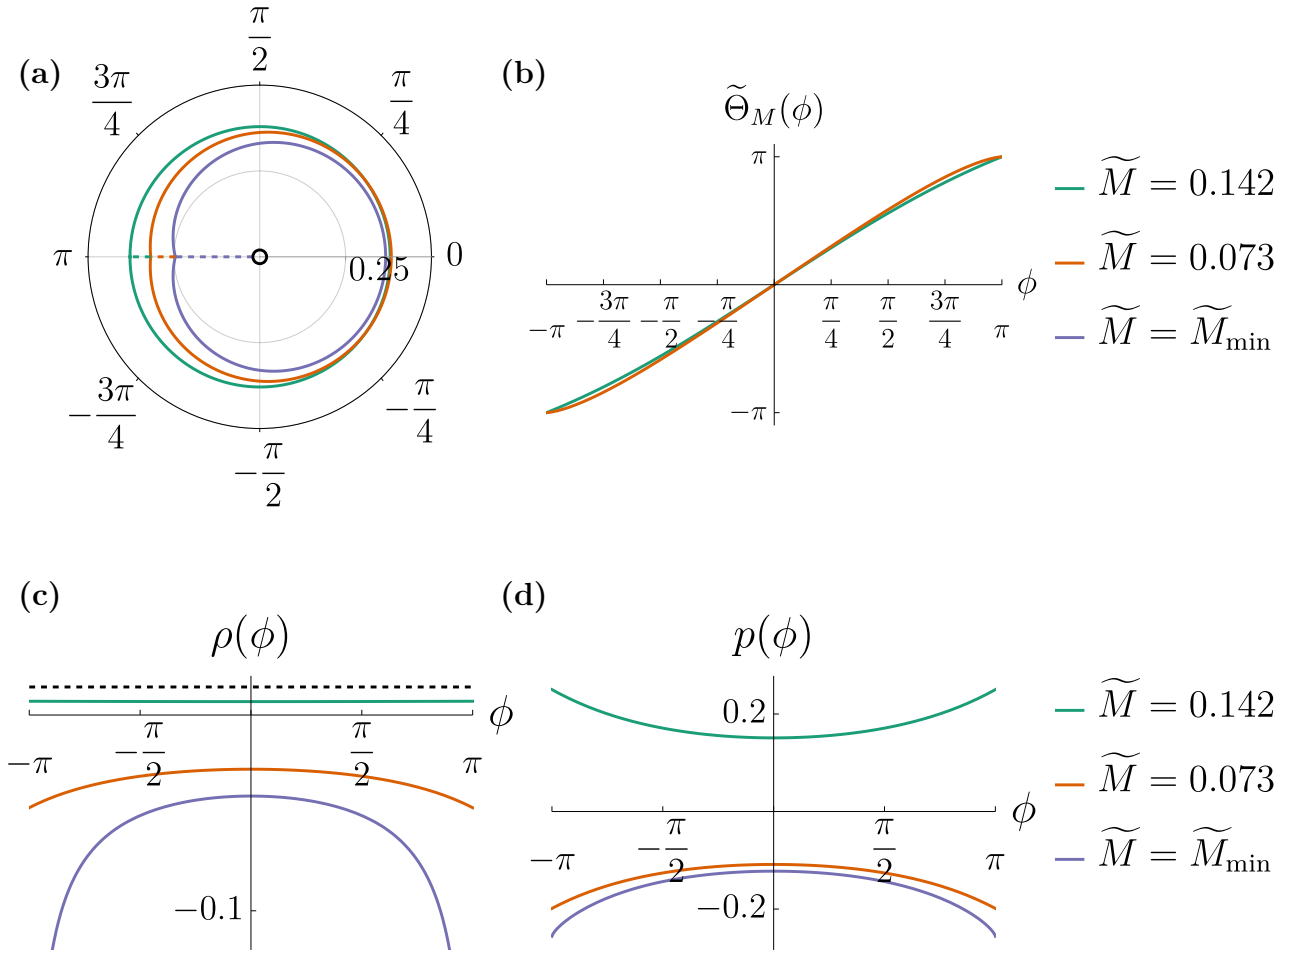 (a)
π/2
3π/4
π/4
π
0.25
0
−3π/4
−π/4
−π/2
(b)
Θ̃_M(ϕ)
π
ϕ
−π −3π/4 −π/2 −π/4 π/4 π/2 3π/4 π
−π
M̃ = 0.142
M̃ = 0.073
M̃ = M̃_min
(c)
ρ(ϕ)
ϕ
−π −π/2 π/2 π
−0.1
(d)
p(ϕ)
0.2
ϕ
−π −π/2 π/2 π
−0.2
M̃ = 0.142
M̃ = 0.073
M̃ = M̃_min